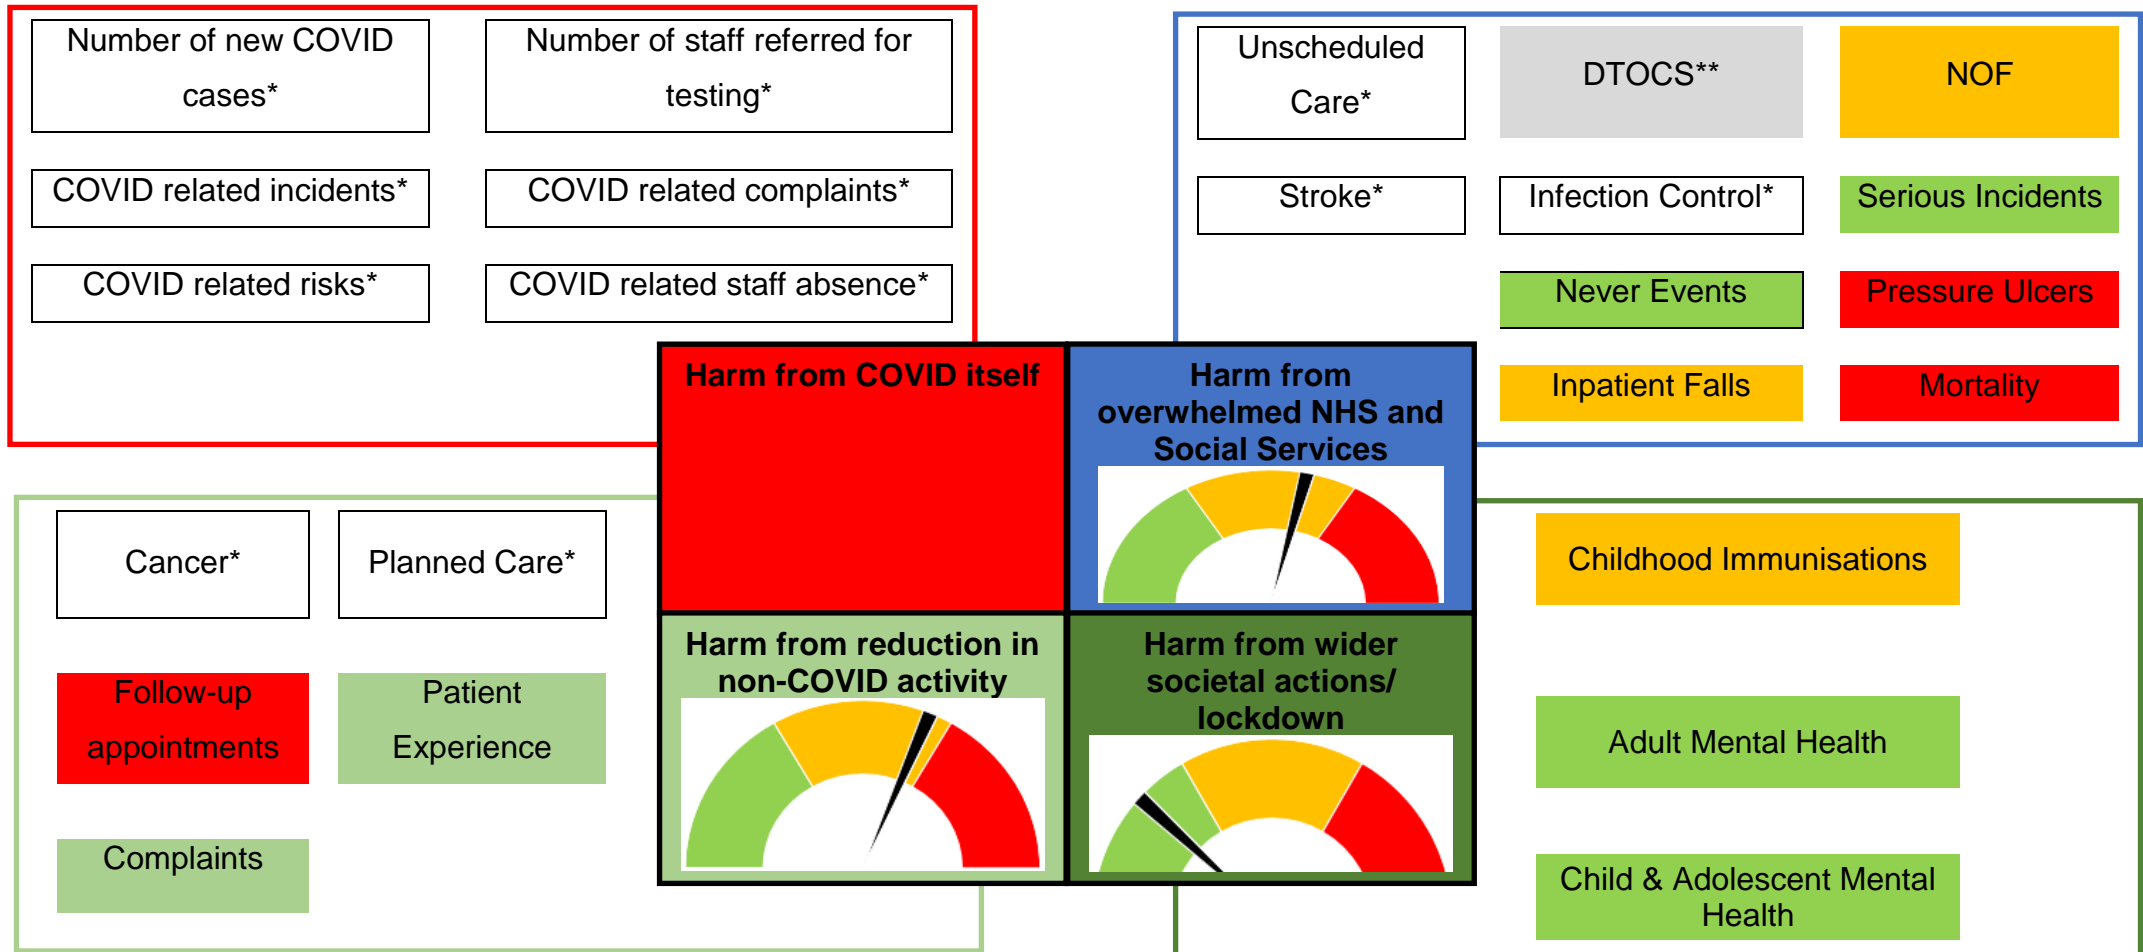 Number of new COVID
cases*
Number of staff referred for
testing*
COVID related incidents*
COVID related complaints*
COVID related risks*
COVID related staff absence*
Unscheduled
Care*
DTOCS**
NOF
Stroke*
Infection Control*
Serious Incidents
Never Events
Pressure Ulcers
Inpatient Falls
Mortality
Harm from COVID itself
Harm from
overwhelmed NHS and
Social Services
Harm from reduction in
non-COVID activity
Harm from wider
societal actions/
lockdown
Cancer*
Planned Care*
Follow-up
appointments
Patient
Experience
Complaints
Childhood Immunisations
Adult Mental Health
Child & Adolescent Mental
Health